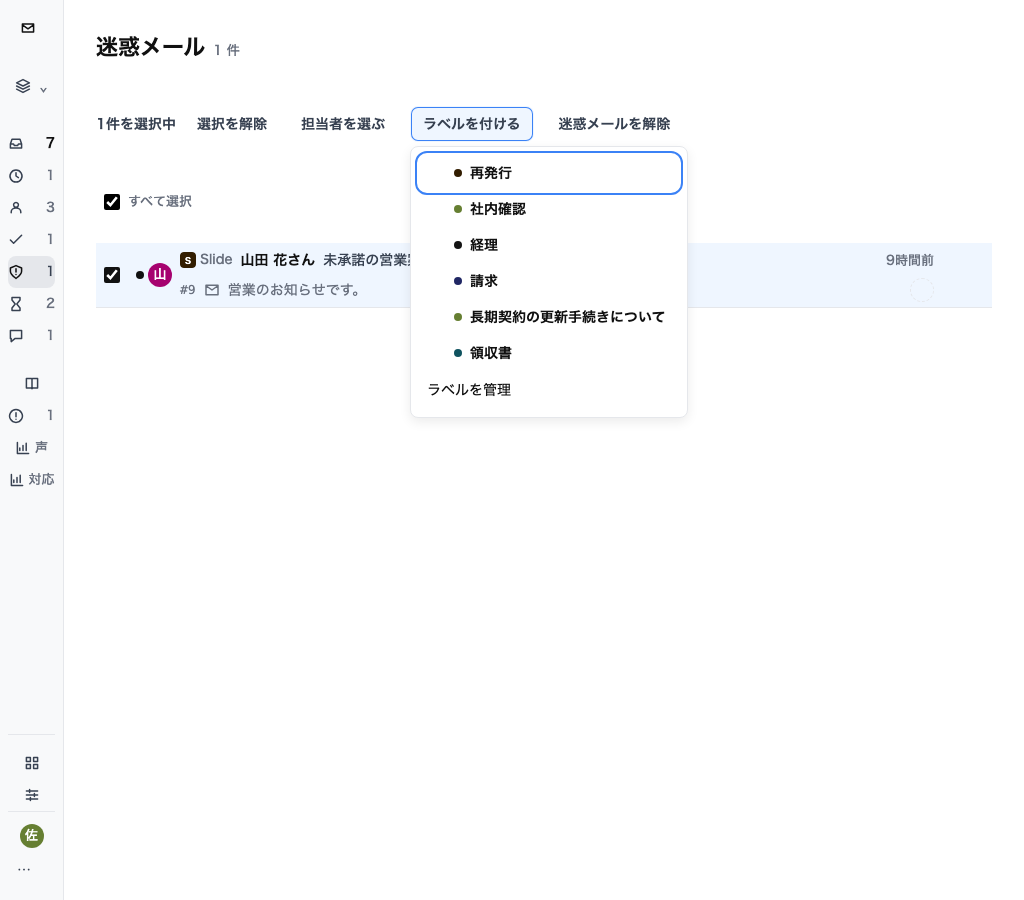 迷惑メール 1 件
1件を選択中 選択を解除 担当者を選ぶ ラベルを付ける 迷惑メールを解除
7
1
3
1
1
2
1
1
声
対応
佐
…
すべて選択
再発行
社内確認
経理
請求
長期契約の更新手続きについて
領収書
ラベルを管理
山 s Slide 山田 花さん 未承諾の営業 9時間前
#9 営業のお知らせです。